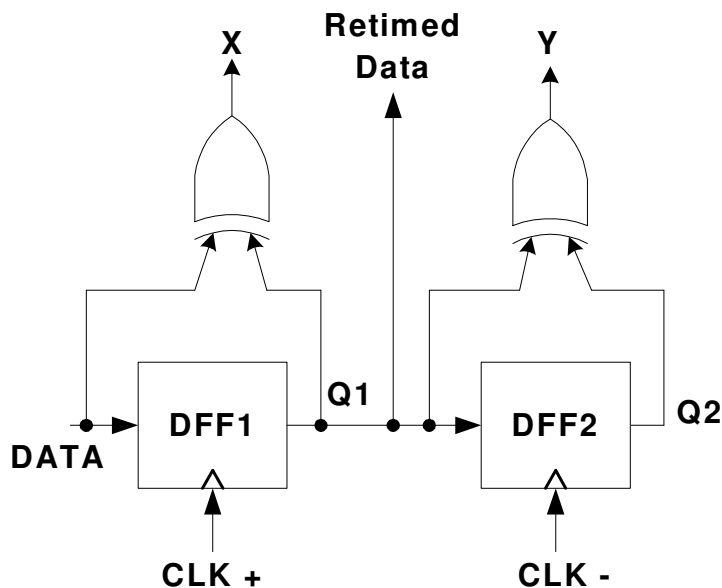 X
Retimed
Data
Y
Q1
DFF1
DFF2
Q2
DATA
CLK +
CLK -